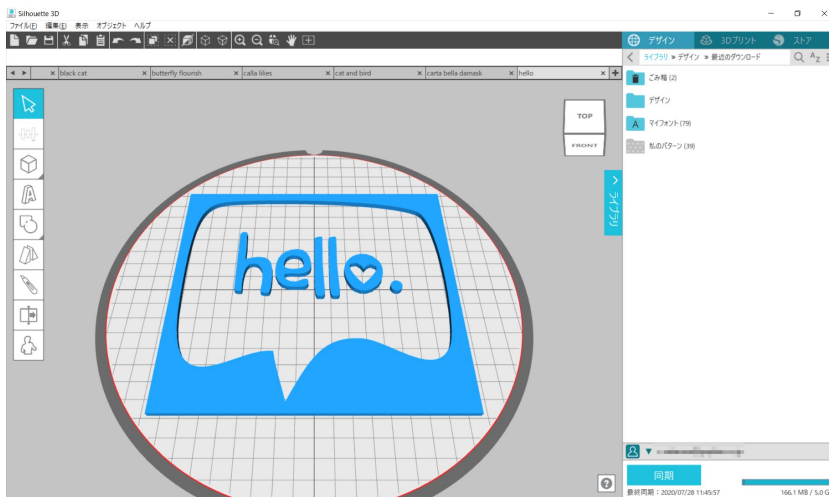 Silhouette 3D
ファイル(F) 編集(E) 表示 オブジェクト ヘルプ
black cat
butterfly flourish
calla lilies
cat and bird
carta bella damask
hello
デザイン
3Dプリント
ストア
ライブラリ » デザイン » 最近のダウンロード
AZ
ごみ箱 (2)
デザイン
マイフォント (79)
私のパターン (39)
TOP
FRONT
ライブラリ
hello.
同期
最終同期：2020/07/28 11:45:57
166.1 MB / 5.0 G